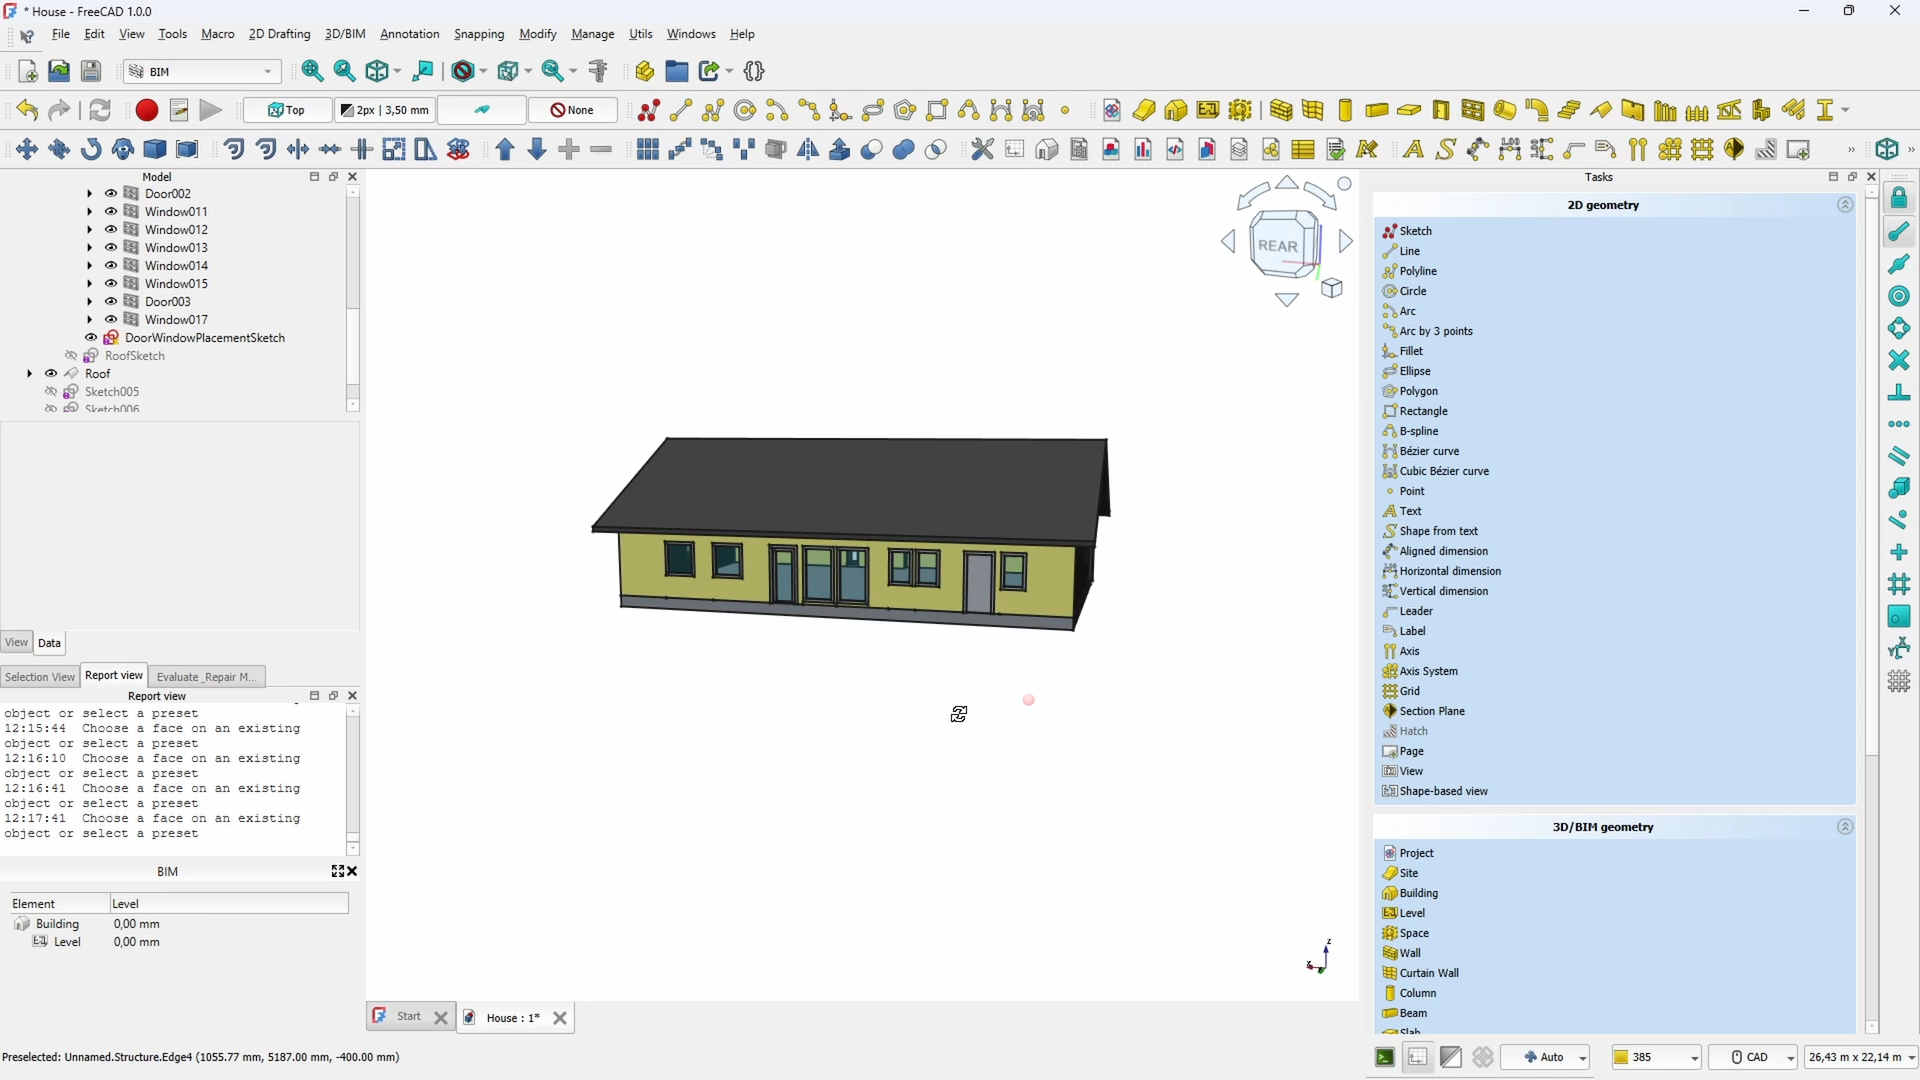 * House - FreeCAD 1.0.0
File Edit View Tools Macro 2D Drafting 3D/BIM Annotation Snapping Modify Manage Utils Windows Help
BIM
Top 2px | 3,50 mm None
Model
Door002
Window011
Window012
Window013
Window014
Window015
Door003
Window017
DoorWindowPlacementSketch
RoofSketch
Roof
Sketch005
Sketch006
View Data
Selection View Report view Evaluate _Repair M...
Report view
object or select a preset
12:15:44 Choose a face on an existing
object or select a preset
12:16:10 Choose a face on an existing
object or select a preset
12:16:41 Choose a face on an existing
object or select a preset
12:17:41 Choose a face on an existing
object or select a preset
BIM
Element Level
Building 0,00 mm
Level 0,00 mm
REAR
z
x
Start House : 1*
Tasks
2D geometry
Sketch
Line
Polyline
Circle
Arc
Arc by 3 points
Fillet
Ellipse
Polygon
Rectangle
B-spline
Bézier curve
Cubic Bézier curve
Point
Text
Shape from text
Aligned dimension
Horizontal dimension
Vertical dimension
Leader
Label
Axis
Axis System
Grid
Section Plane
Hatch
Page
View
Shape-based view
3D/BIM geometry
Project
Site
Building
Level
Space
Wall
Curtain Wall
Column
Beam
Slab
Preselected: Unnamed.Structure.Edge4 (1055.77 mm, 5187.00 mm, -400.00 mm)
Auto 385 CAD 26,43 m x 22,14 m